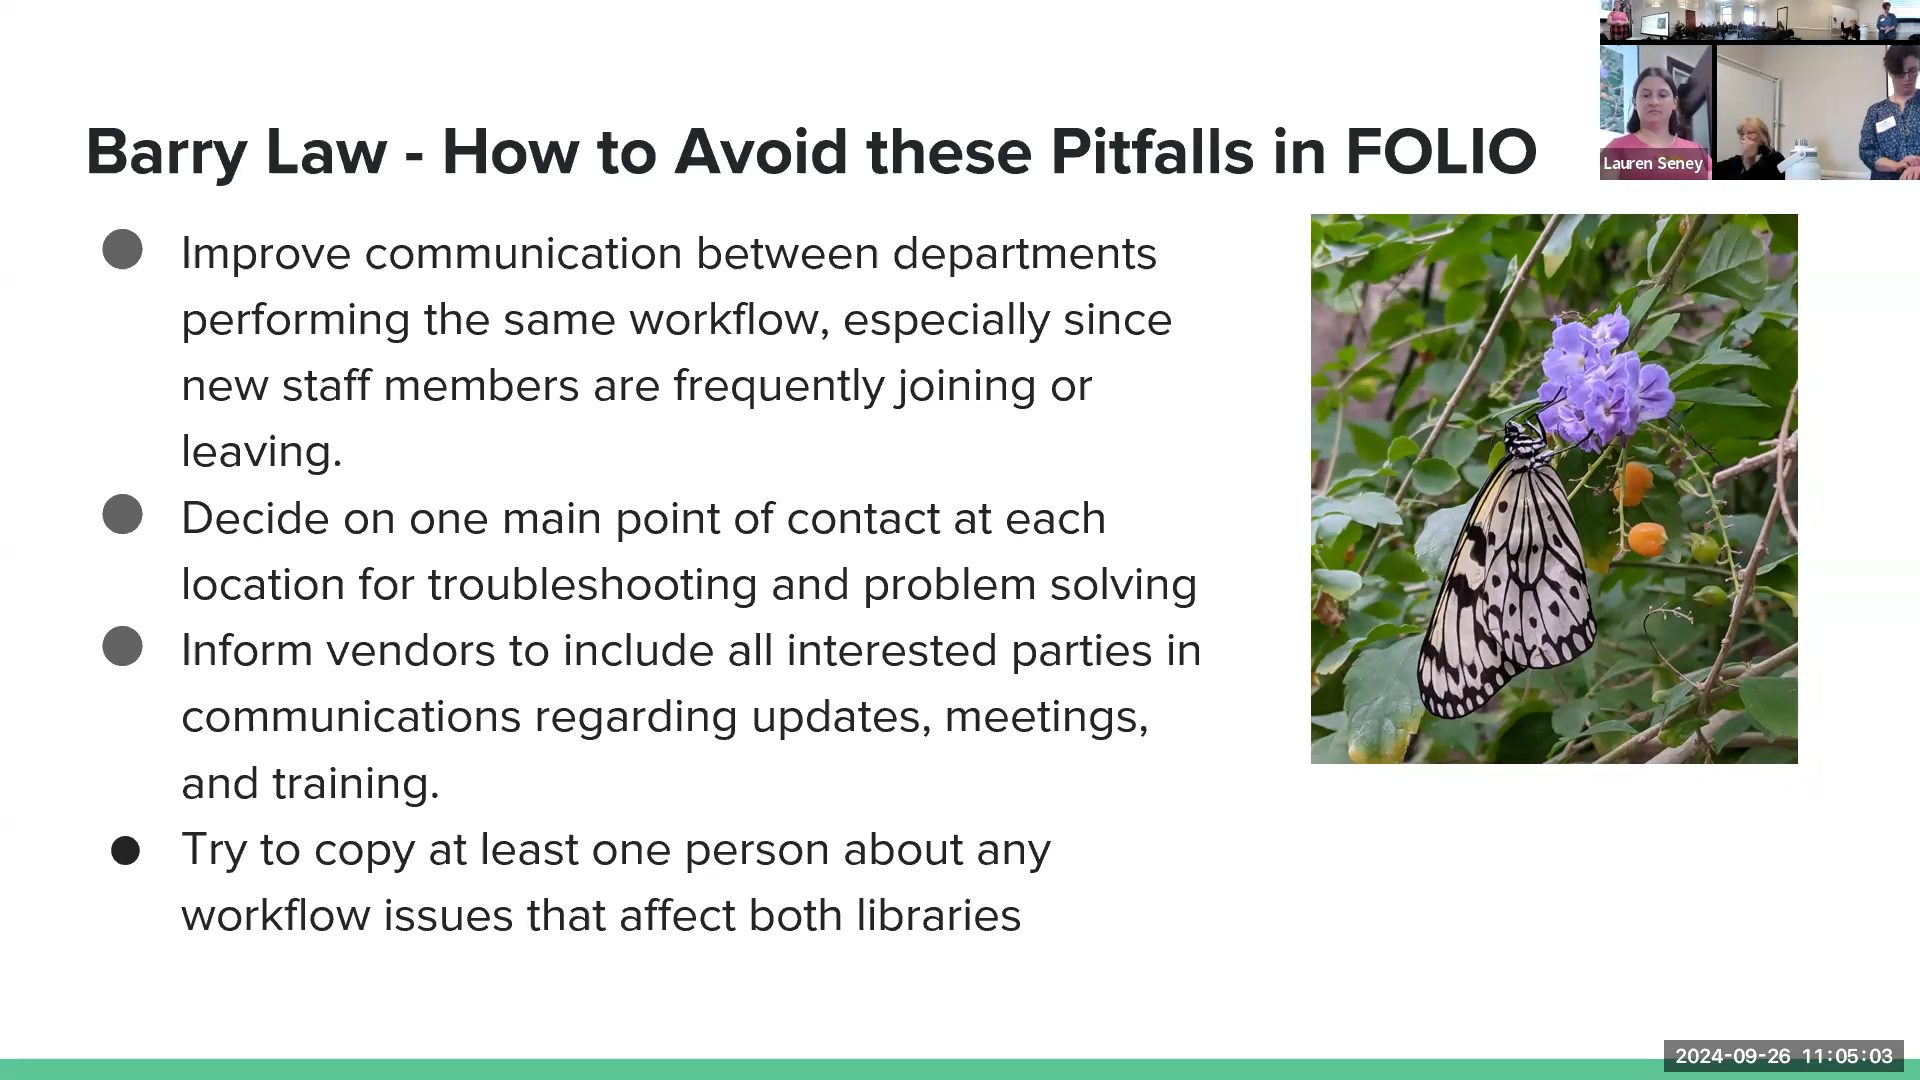 Barry Law - How to Avoid these Pitfalls in FOLIO
Lauren Seney
● Improve communication between departments
performing the same workflow, especially since
new staff members are frequently joining or
leaving.
● Decide on one main point of contact at each
location for troubleshooting and problem solving
● Inform vendors to include all interested parties in
communications regarding updates, meetings,
and training.
● Try to copy at least one person about any
workflow issues that affect both libraries
2024-09-26 11:05:03